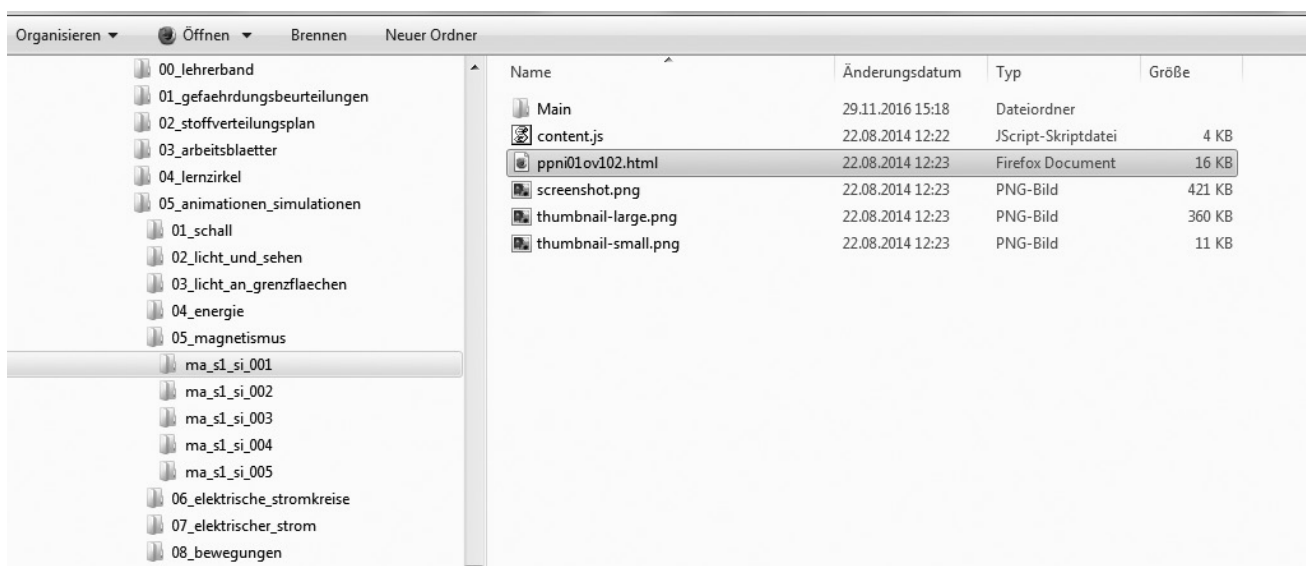 Organisieren Öffnen Brennen Neuer Ordner
00_lehrerband
01_gefaehrdungsbeurteilungen
02_stoffverteilungsplan
03_arbeitsblaetter
04_lernzirkel
05_animationen_simulationen
01_schall
02_licht_und_sehen
03_licht_an_grenzflaechen
04_energie
05_magnetismus
ma_s1_si_001
ma_s1_si_002
ma_s1_si_003
ma_s1_si_004
ma_s1_si_005
06_elektrische_stromkreise
07_elektrischer_strom
08_bewegungen
Name Änderungsdatum Typ Größe
Main 29.11.2016 15:18 Dateiordner
content.js 22.08.2014 12:22 JScript-Skriptdatei 4 KB
ppni01ov102.html 22.08.2014 12:23 Firefox Document 16 KB
screenshot.png 22.08.2014 12:23 PNG-Bild 421 KB
thumbnail-large.png 22.08.2014 12:23 PNG-Bild 360 KB
thumbnail-small.png 22.08.2014 12:23 PNG-Bild 11 KB